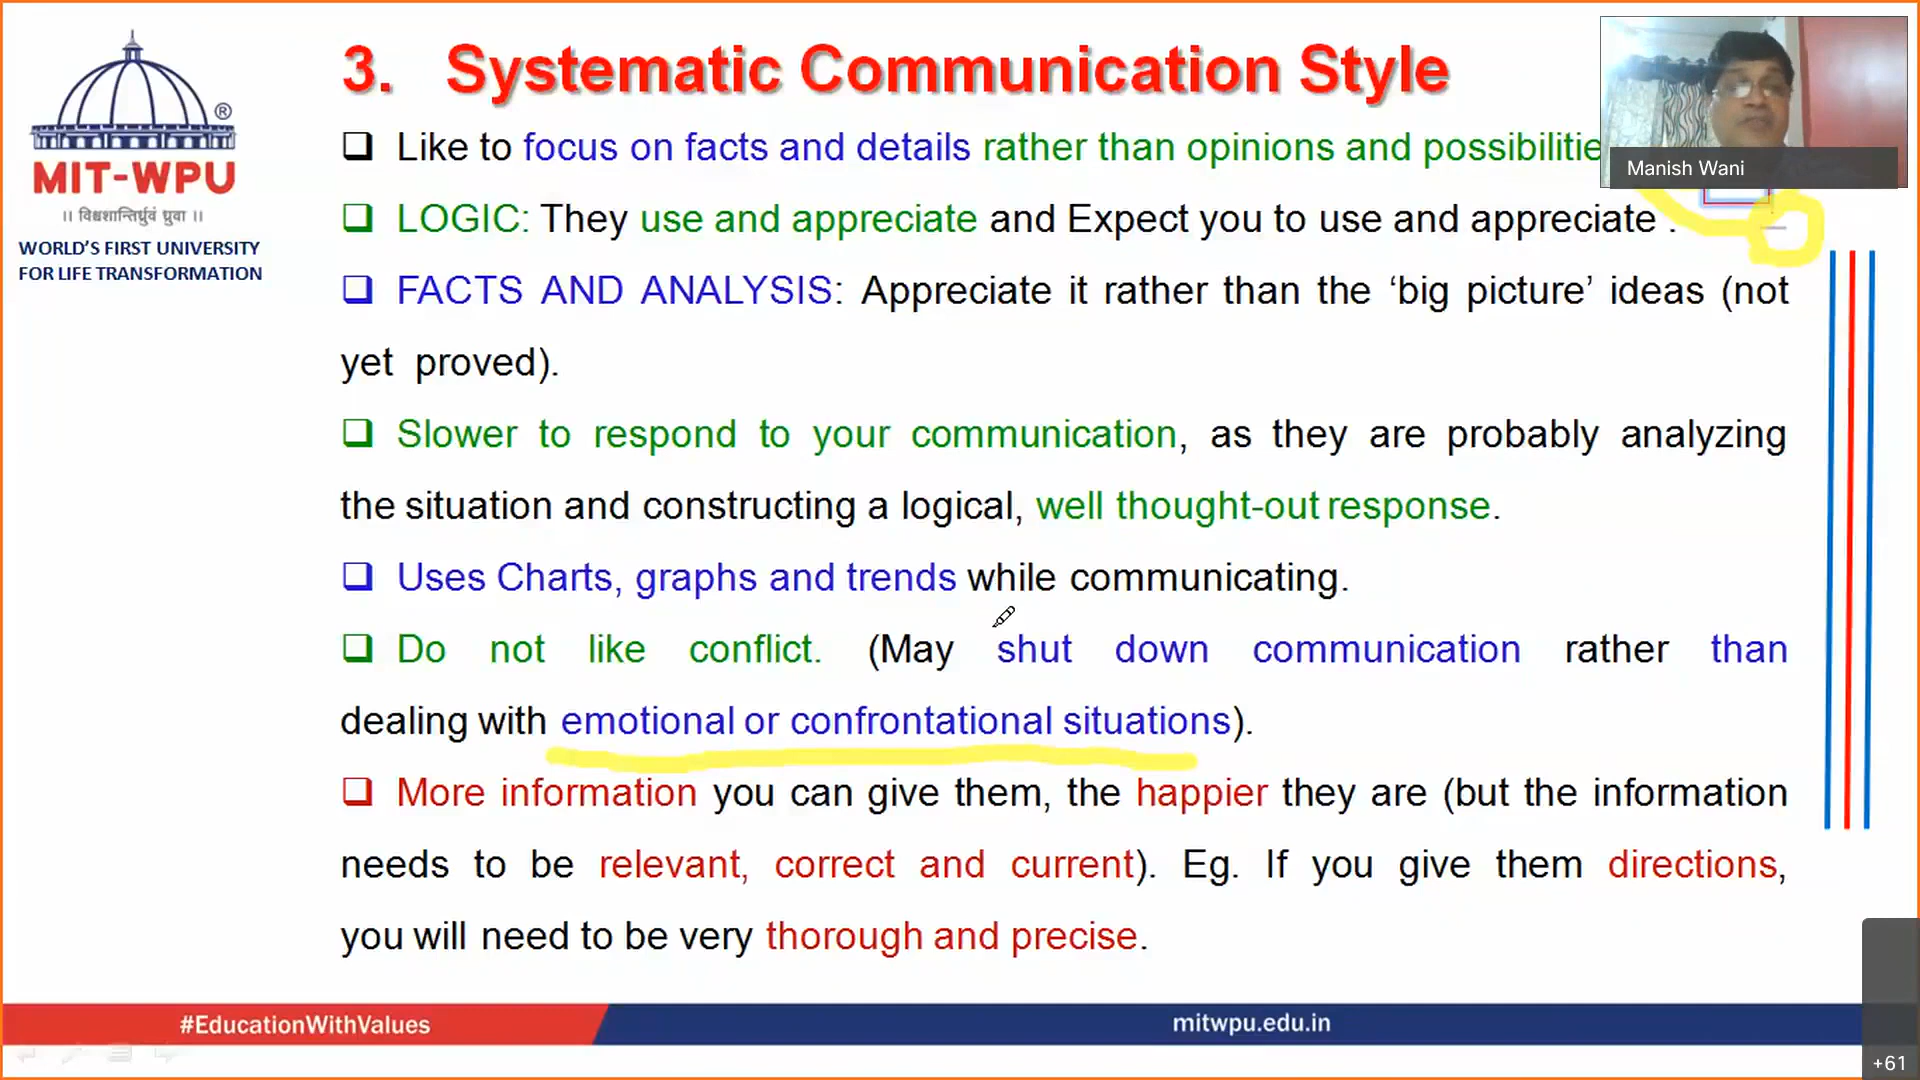 3. Systematic Communication Style
❑ Like to focus on facts and details rather than opinions and possibilitie
❑ LOGIC: They use and appreciate and Expect you to use and appreciate .
❑ FACTS AND ANALYSIS: Appreciate it rather than the ‘big picture’ ideas (not
yet proved).
❑ Slower to respond to your communication, as they are probably analyzing
the situation and constructing a logical, well thought-out response.
❑ Uses Charts, graphs and trends while communicating.
❑ Do not like conflict. (May shut down communication rather than
dealing with emotional or confrontational situations).
❑ More information you can give them, the happier they are (but the information
needs to be relevant, correct and current). Eg. If you give them directions,
you will need to be very thorough and precise.
®
MIT-WPU
॥ विश्वशान्तिर्ध्रुवं ध्रुवा ॥
WORLD’S FIRST UNIVERSITY
FOR LIFE TRANSFORMATION
Manish Wani
#EducationWithValues
mitwpu.edu.in
+61